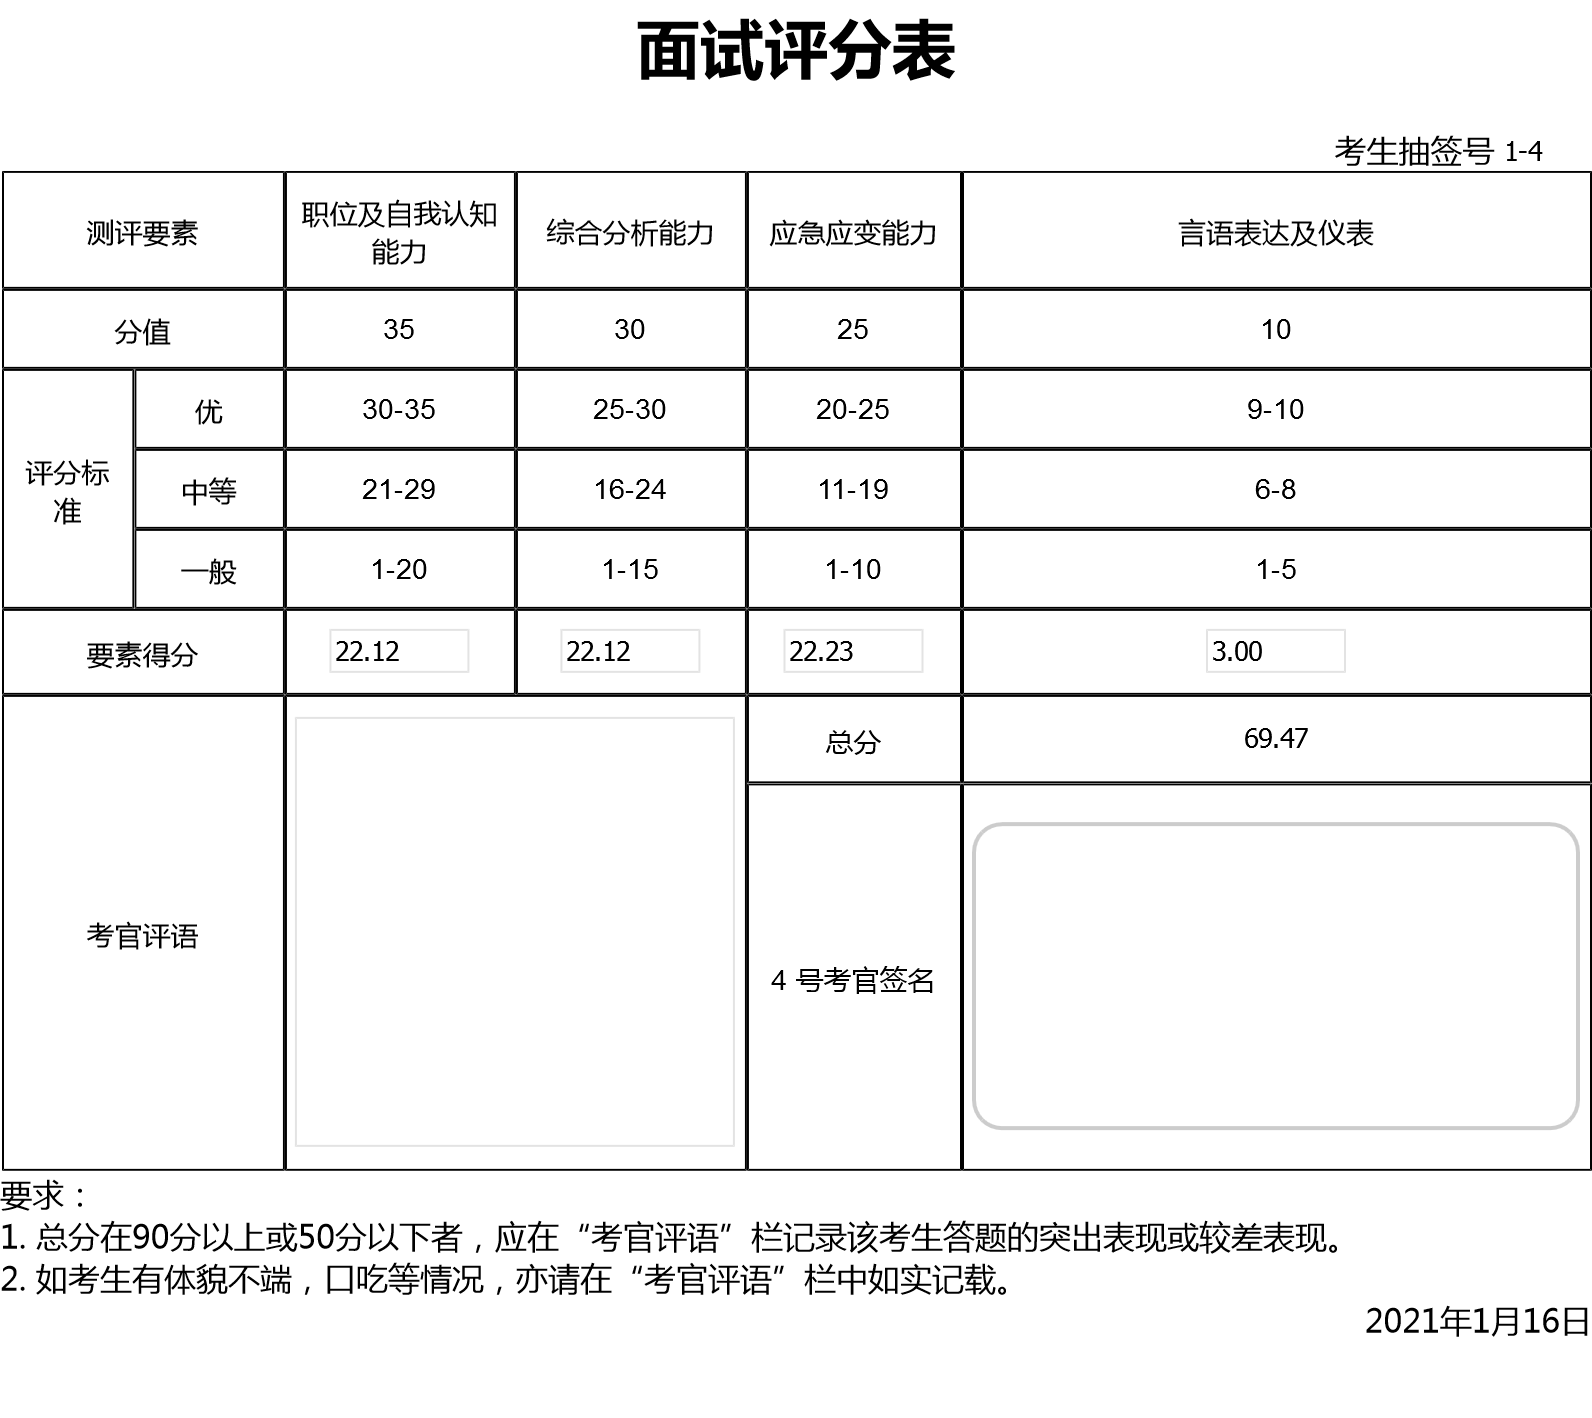 面试评分表
考生抽签号 1-4
测评要素 职位及自我认知 综合分析能力 应急应变能力 言语表达及仪表
能力
分值 35 30 25 10
评分标 优 30-35 25-30 20-25 9-10
准 中等 21-29 16-24 11-19 6-8
一般 1-20 1-15 1-10 1-5
要素得分 22.12 22.12 22.23 3.00
总分 69.47
考官评语 4 号考官签名
要求：
1. 总分在90分以上或50分以下者，应在“考官评语”栏记录该考生答题的突出表现或较差表现。
2. 如考生有体貌不端，口吃等情况，亦请在“考官评语”栏中如实记载。
2021年1月16日